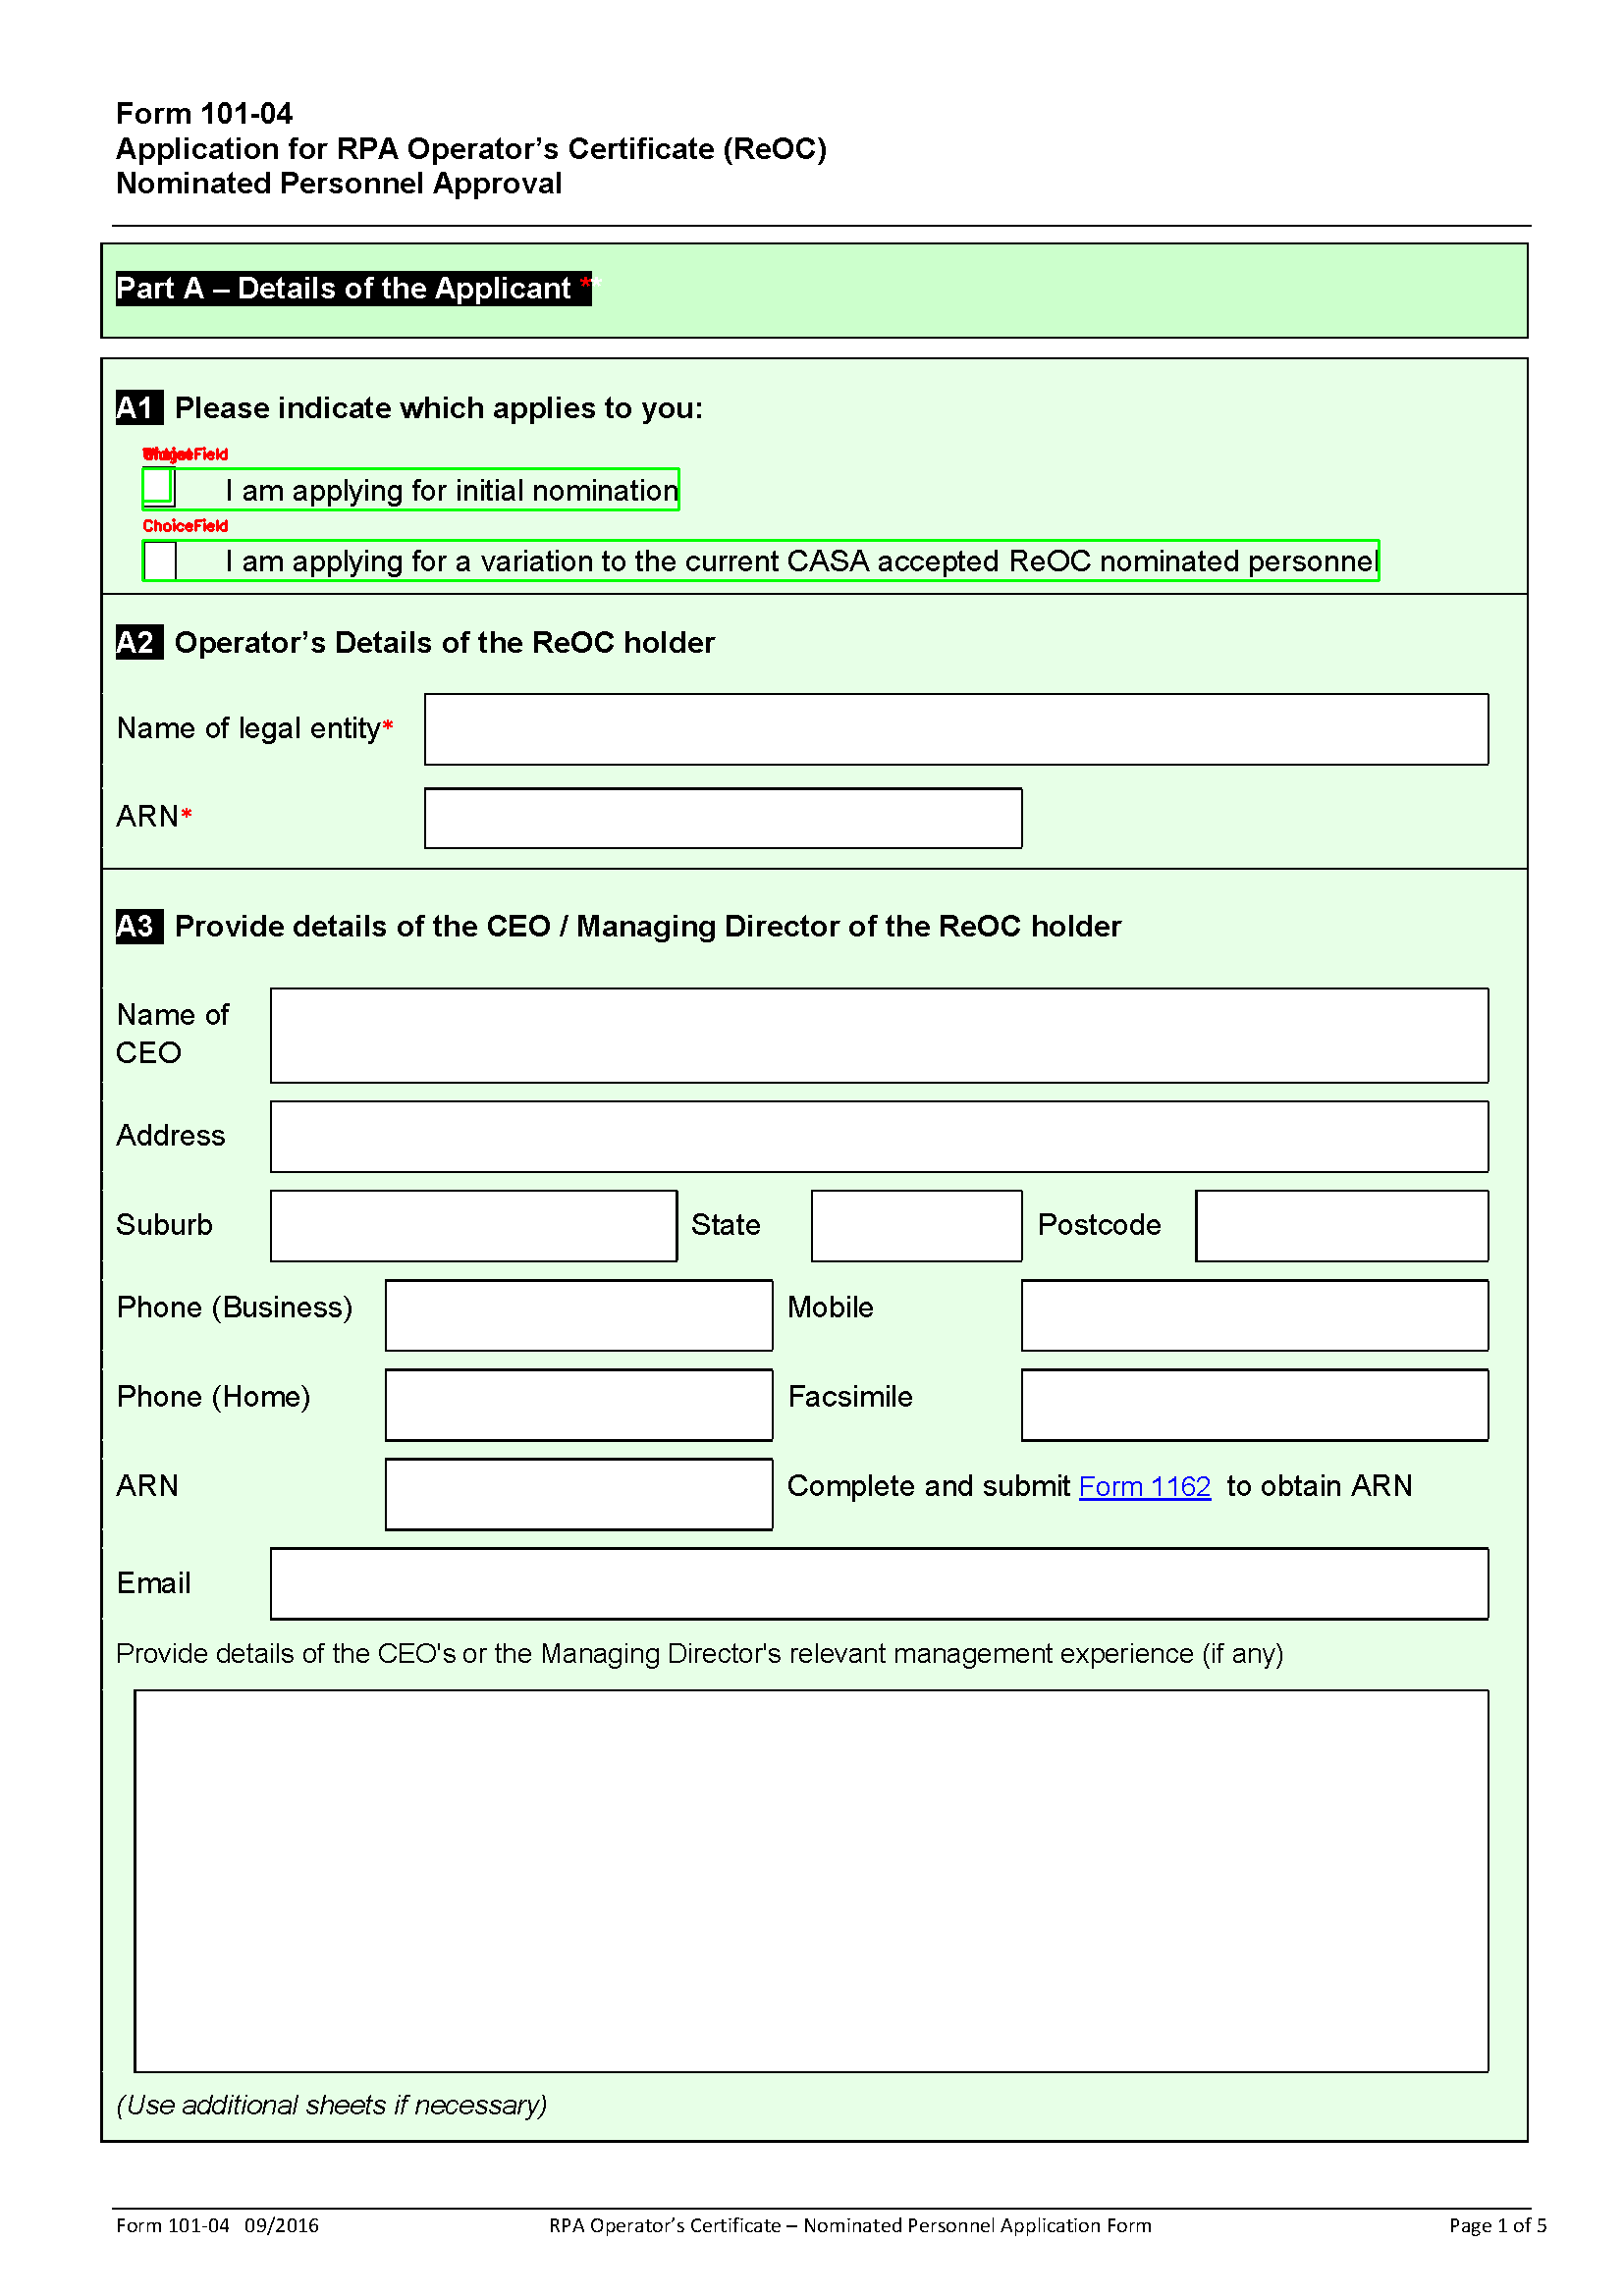 Form 101-04
Application for RPA Operator’s Certificate (ReOC)
Nominated Personnel Approval
Part A – Details of the Applicant **
A1 Please indicate which applies to you:
I am applying for initial nomination
ChoiceField
I am applying for a variation to the current CASA accepted ReOC nominated personnel
A2 Operator’s Details of the ReOC holder
Name of legal entity*
ARN*
A3 Provide details of the CEO / Managing Director of the ReOC holder
Name of
CEO
Address
Suburb State Postcode
Phone (Business) Mobile
Phone (Home) Facsimile
ARN Complete and submit Form 1162 to obtain ARN
Email
Provide details of the CEO's or the Managing Director's relevant management experience (if any)
(Use additional sheets if necessary)
Form 101-04 09/2016 RPA Operator’s Certificate – Nominated Personnel Application Form Page 1 of 5